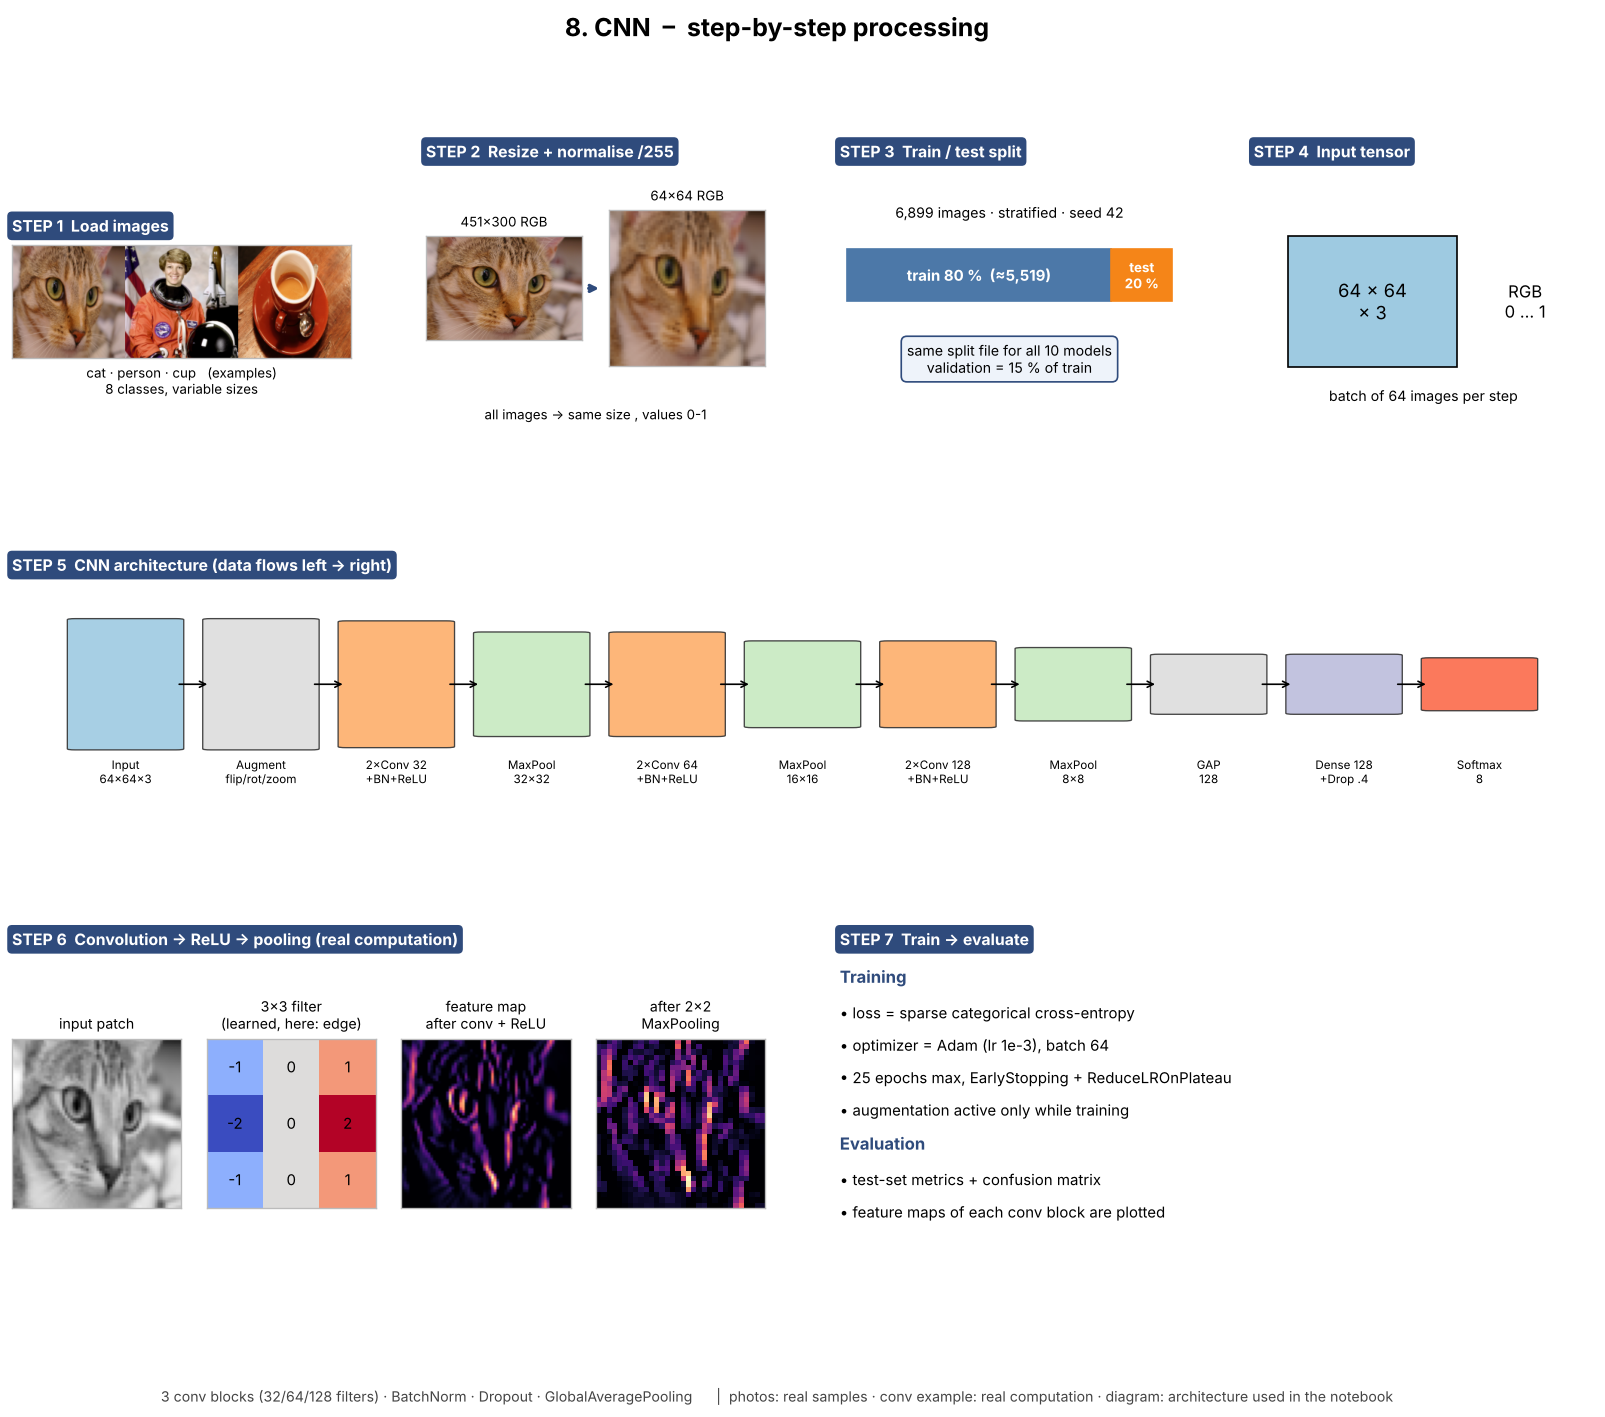 8. CNN – step-by-step processing
STEP 1 Load images
cat · person · cup (examples)
8 classes, variable sizes
STEP 2 Resize + normalise /255
451×300 RGB
64×64 RGB
all images → same size , values 0-1
STEP 3 Train / test split
6,899 images · stratified · seed 42
train 80 % (≈5,519)
test
20 %
same split file for all 10 models
validation = 15 % of train
STEP 4 Input tensor
64 × 64
× 3
RGB
0 ... 1
batch of 64 images per step
STEP 5 CNN architecture (data flows left → right)
Input
64×64×3
Augment
flip/rot/zoom
2×Conv 32
+BN+ReLU
MaxPool
32×32
2×Conv 64
+BN+ReLU
MaxPool
16×16
2×Conv 128
+BN+ReLU
MaxPool
8×8
GAP
128
Dense 128
+Drop .4
Softmax
8
STEP 6 Convolution → ReLU → pooling (real computation)
input patch
3×3 filter
(learned, here: edge)
-1 0 1
-2 0 2
-1 0 1
feature map
after conv + ReLU
after 2×2
MaxPooling
STEP 7 Train → evaluate
Training
• loss = sparse categorical cross-entropy
• optimizer = Adam (lr 1e-3), batch 64
• 25 epochs max, EarlyStopping + ReduceLROnPlateau
• augmentation active only while training
Evaluation
• test-set metrics + confusion matrix
• feature maps of each conv block are plotted
3 conv blocks (32/64/128 filters) · BatchNorm · Dropout · GlobalAveragePooling | photos: real samples · conv example: real computation · diagram: architecture used in the notebook